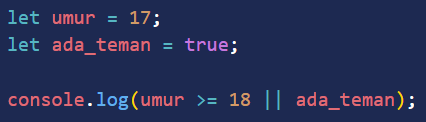 let umur = 17;
let ada_teman = true;
console.log(umur >= 18 || ada_teman);